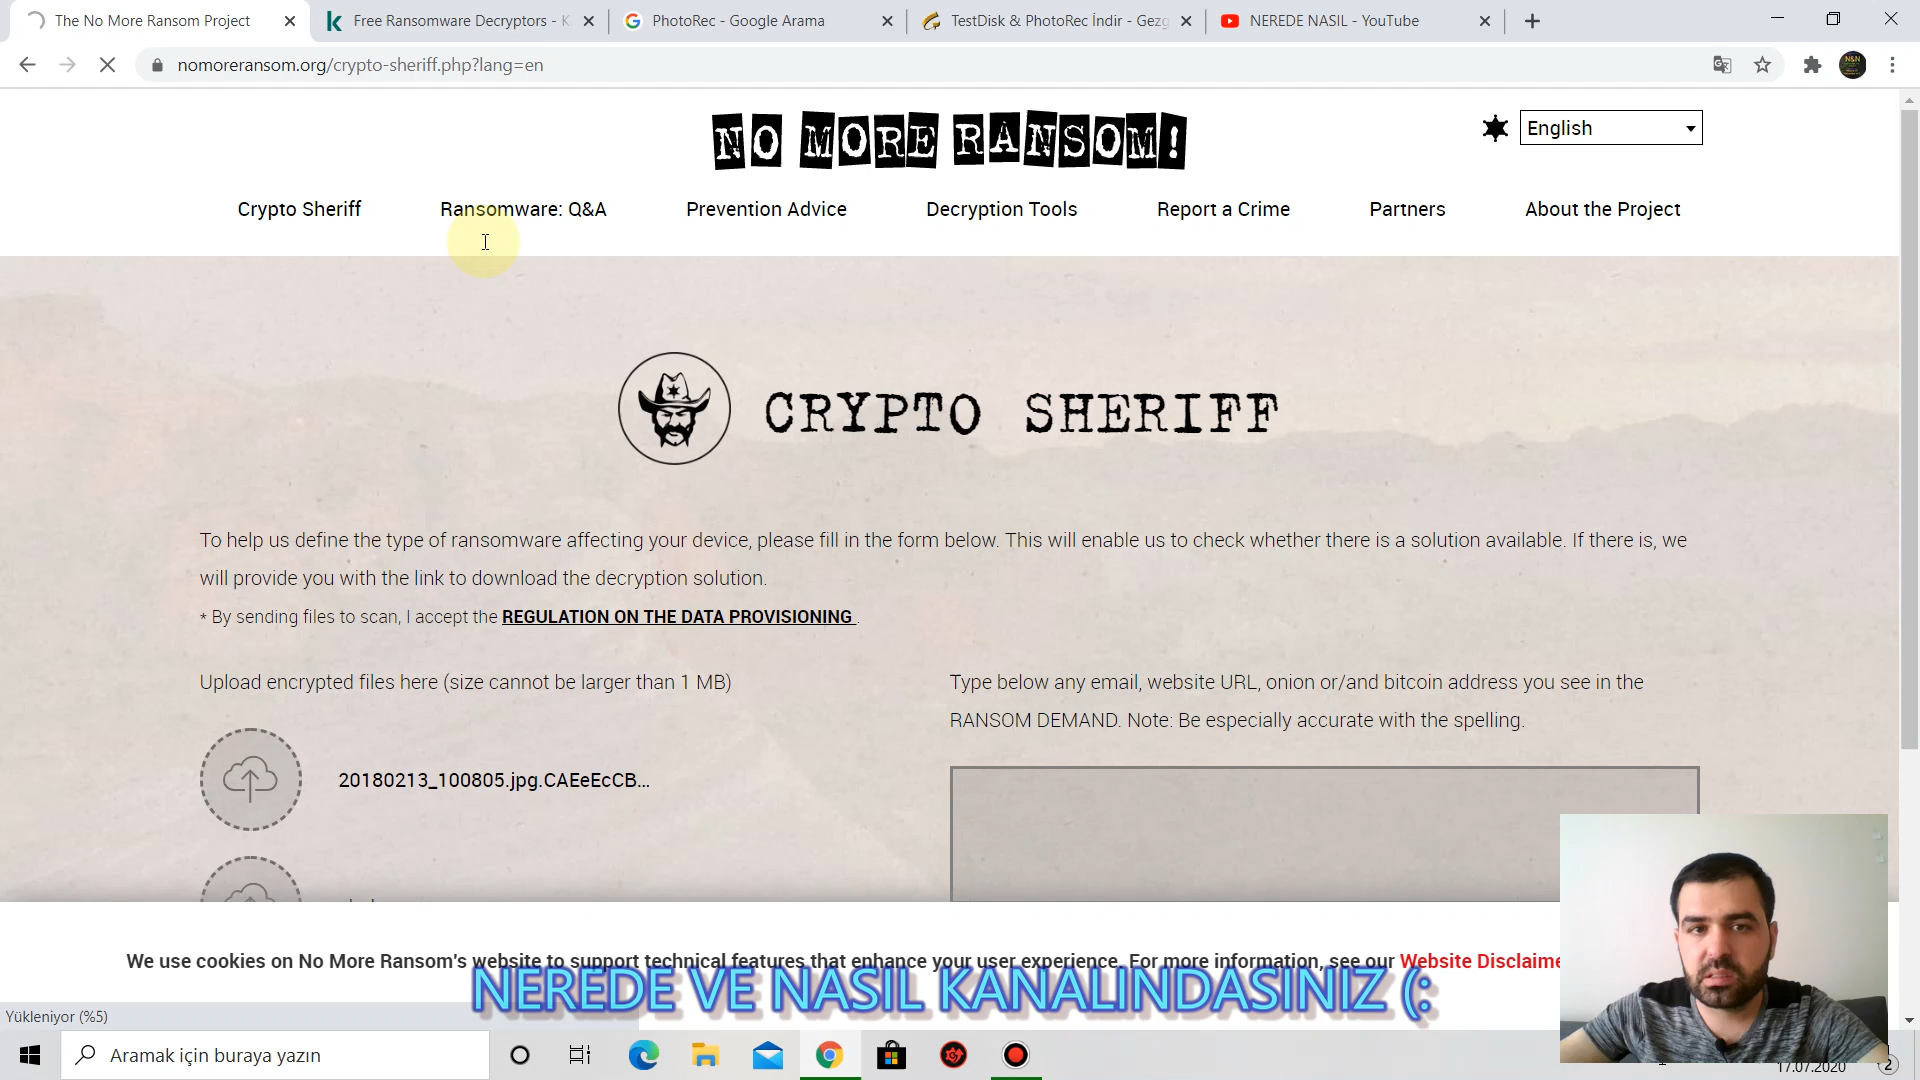 The No More Ransom Project
Free Ransomware Decryptors - K
PhotoRec - Google Arama
TestDisk & PhotoRec İndir - Gezg
NEREDE NASIL - YouTube
nomoreransom.org/crypto-sheriff.php?lang=en
NO MORE RANSOM!
English
Crypto Sheriff
Ransomware: Q&A
Prevention Advice
Decryption Tools
Report a Crime
Partners
About the Project
CRYPTO SHERIFF
To help us define the type of ransomware affecting your device, please fill in the form below. This will enable us to check whether there is a solution available. If there is, we
will provide you with the link to download the decryption solution.
* By sending files to scan, I accept the REGULATION ON THE DATA PROVISIONING .
Upload encrypted files here (size cannot be larger than 1 MB)
Type below any email, website URL, onion or/and bitcoin address you see in the
RANSOM DEMAND. Note: Be especially accurate with the spelling.
20180213_100805.jpg.CAEeEcCB...
We use cookies on No More Ransom's website to support technical features that enhance your user experience. For more information, see our Website Disclaime
NEREDE VE NASIL KANALINDASINIZ (:
Yükleniyor (%5)
Aramak için buraya yazın
17.07.2020
2